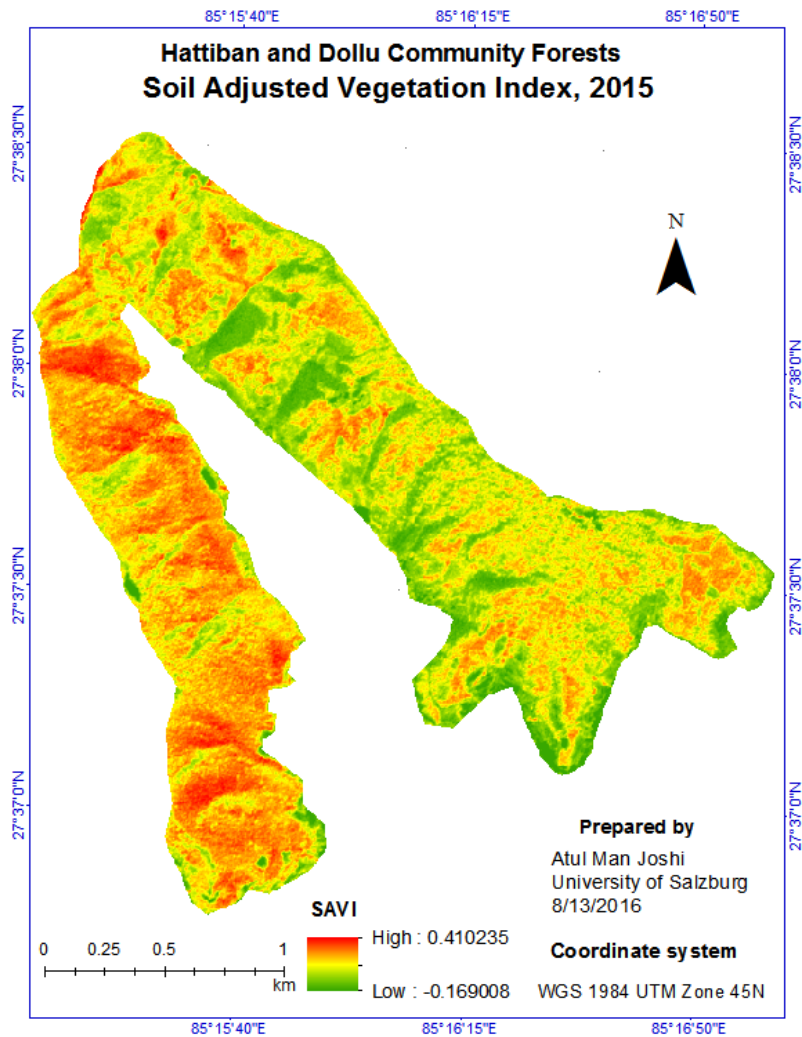 85°15'40"E
85°16'15"E
85°16'50"E
Hattiban and Dollu Community Forests
Soil Adjusted Vegetation Index, 2015
27°38'30"N
27°38'30"N
N
27°38'0"N
27°38'0"N
27°37'30"N
27°37'30"N
27°37'0"N
27°37'0"N
Prepared by
Atul Man Joshi
University of Salzburg
8/13/2016
SAVI
High : 0.410235
Low : -0.169008
0 0.25 0.5 1
km
Coordinate system
WGS 1984 UTM Zone 45N
85°15'40"E
85°16'15"E
85°16'50"E